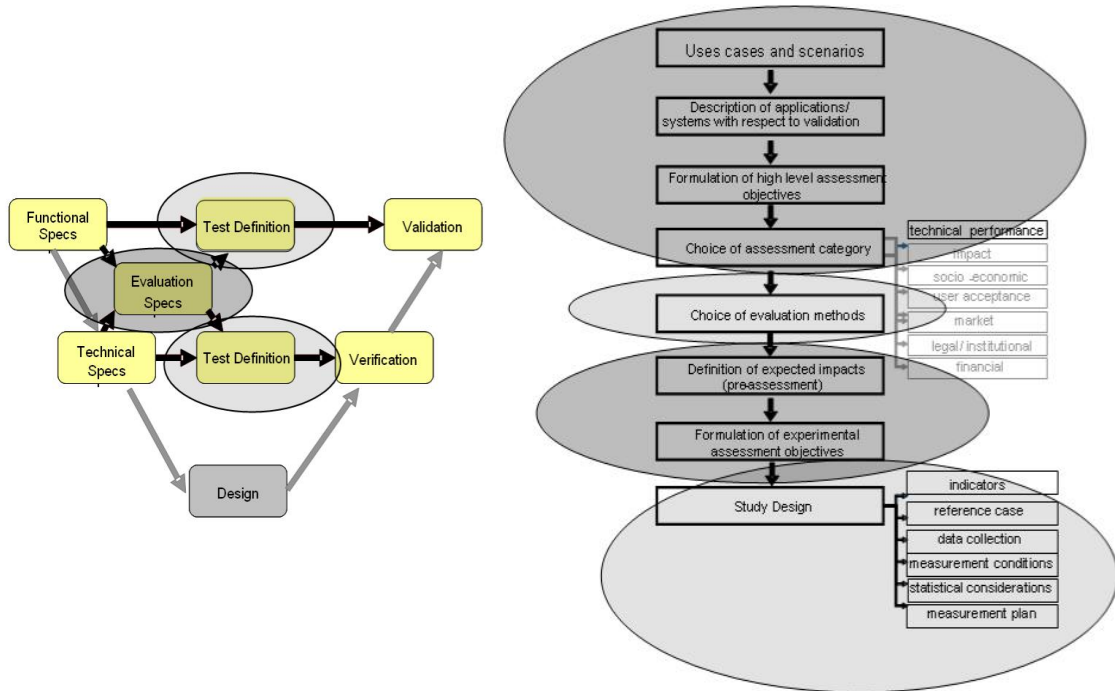 Functional
Specs
Test Definition
Validation
Evaluation
Specs
Technical
Specs
Test Definition
Verification
Design
Uses cases and scenarios
Description of applications/
systems with respect to validation
Formulation of high level assessment
objectives
Choice of assessment category
technical performance
impact
socio -economic
user acceptance
market
legal/ institutional
financial
Choice of evaluation methods
Definition of expected impacts
(pre-assessment)
Formulation of experimental
assessment objectives
Study Design
indicators
reference case
data collection
measurement conditions
statistical considerations
measurement plan